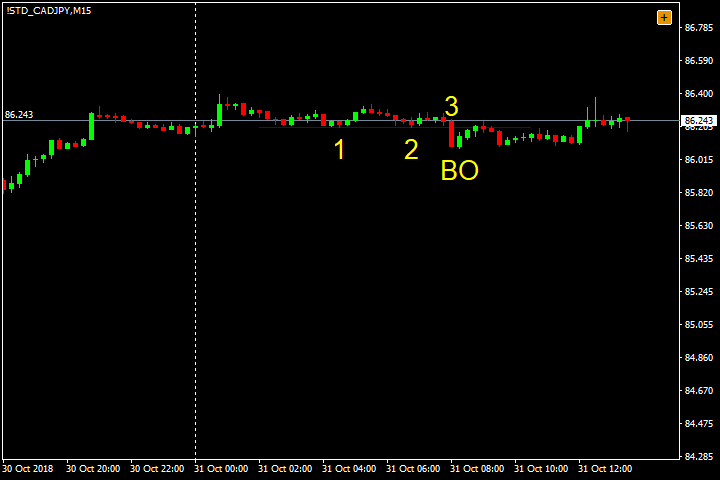 !STD_CADJPY,M15
+
86.785
86.590
86.400
86.243
86.243
86.205
86.015
85.820
85.630
85.435
85.245
85.055
84.860
84.670
84.475
84.285
3
1
2
BO
30 Oct 2018
30 Oct 20:00
30 Oct 22:00
31 Oct 00:00
31 Oct 02:00
31 Oct 04:00
31 Oct 06:00
31 Oct 08:00
31 Oct 10:00
31 Oct 12:00